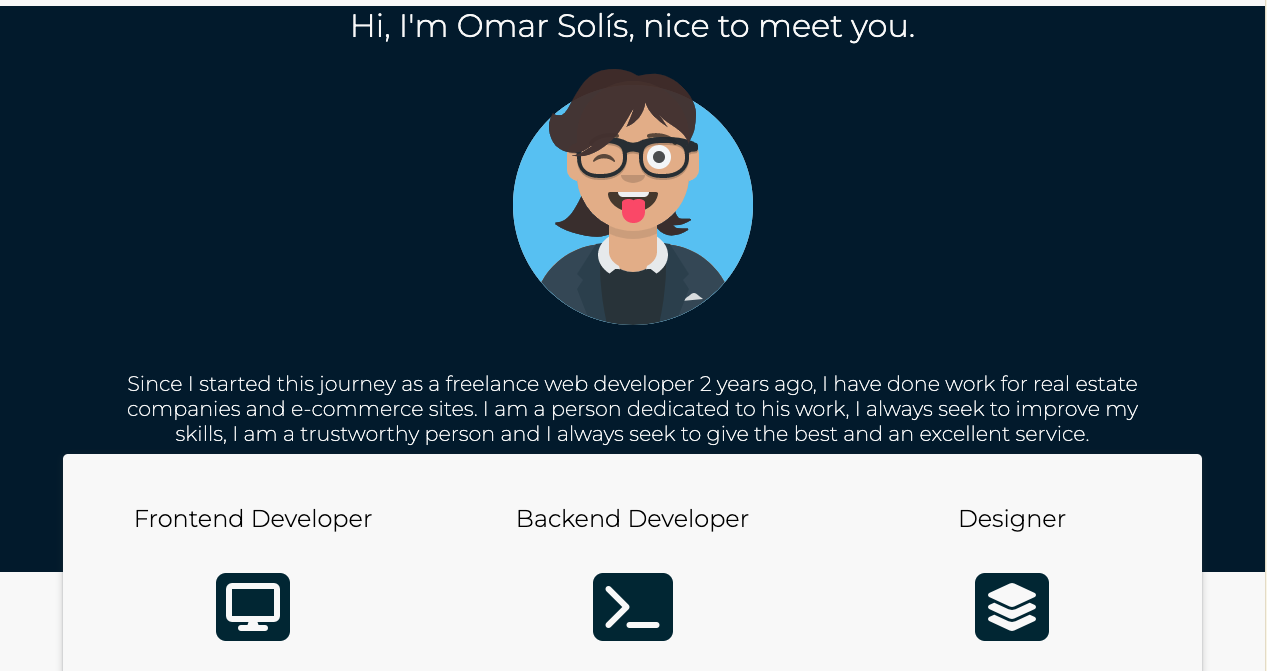 Hi, I'm Omar Solís, nice to meet you.
Since I started this journey as a freelance web developer 2 years ago, I have done work for real estate
companies and e-commerce sites. I am a person dedicated to his work, I always seek to improve my
skills, I am a trustworthy person and I always seek to give the best and an excellent service.
Frontend Developer
Backend Developer
Designer